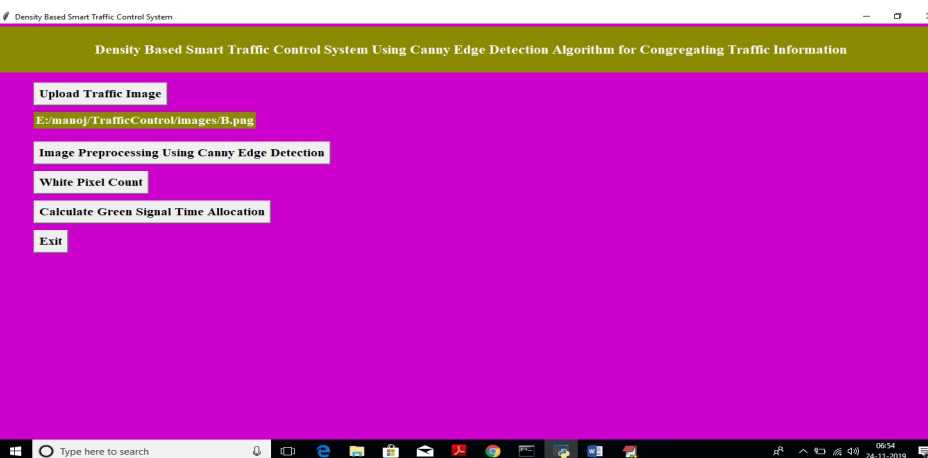 Density Based Smart Traffic Control System
Density Based Smart Traffic Control System Using Canny Edge Detection Algorithm for Congregating Traffic Information
Upload Traffic Image
E:/manoj/TrafficControl/images/B.png
Image Preprocessing Using Canny Edge Detection
White Pixel Count
Calculate Green Signal Time Allocation
Exit
Type here to search
06:54
24-11-2019